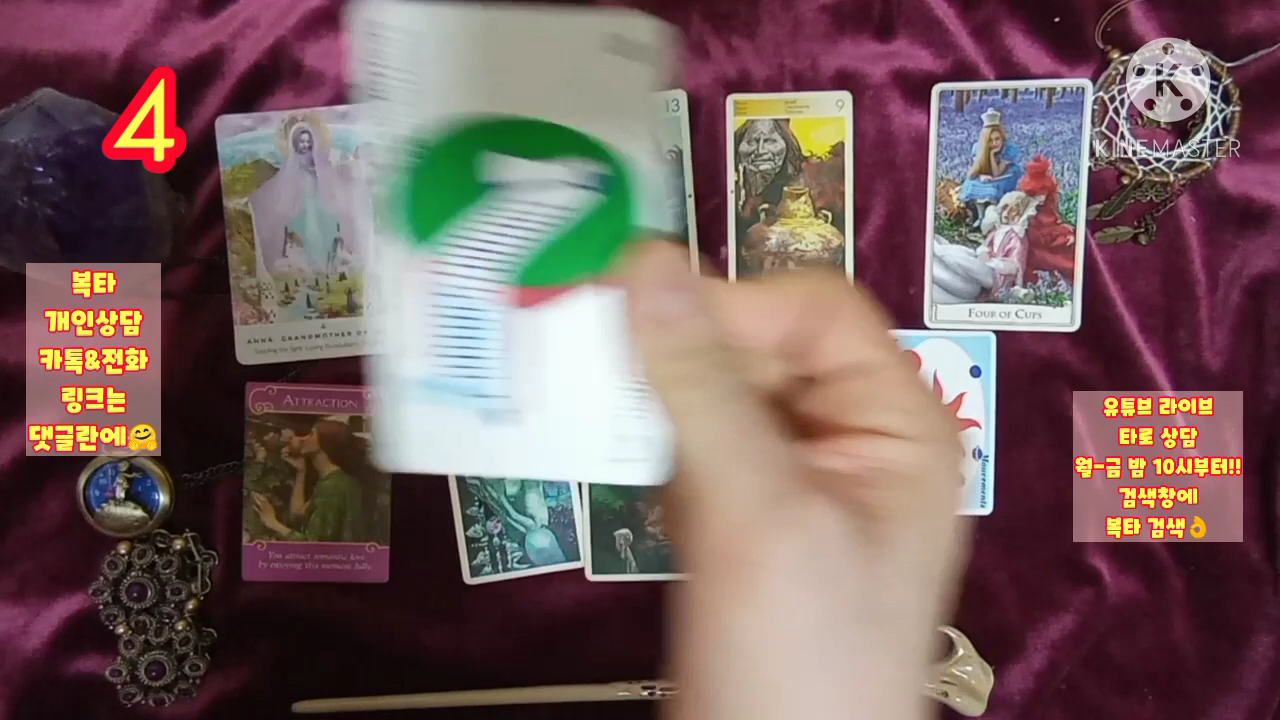 4
복타
개인상담
카톡&전화
링크는
댓글란에🤗
13
9
FOUR OF CUPS
K
KINEMASTER
ATTRACTION
You attract romantic love
by enjoying this moment fully.
유튜브 라이브
타로 상담
월-금 밤 10시부터!!
검색창에
복타 검색👌
ANNA, GRANDMOTHER